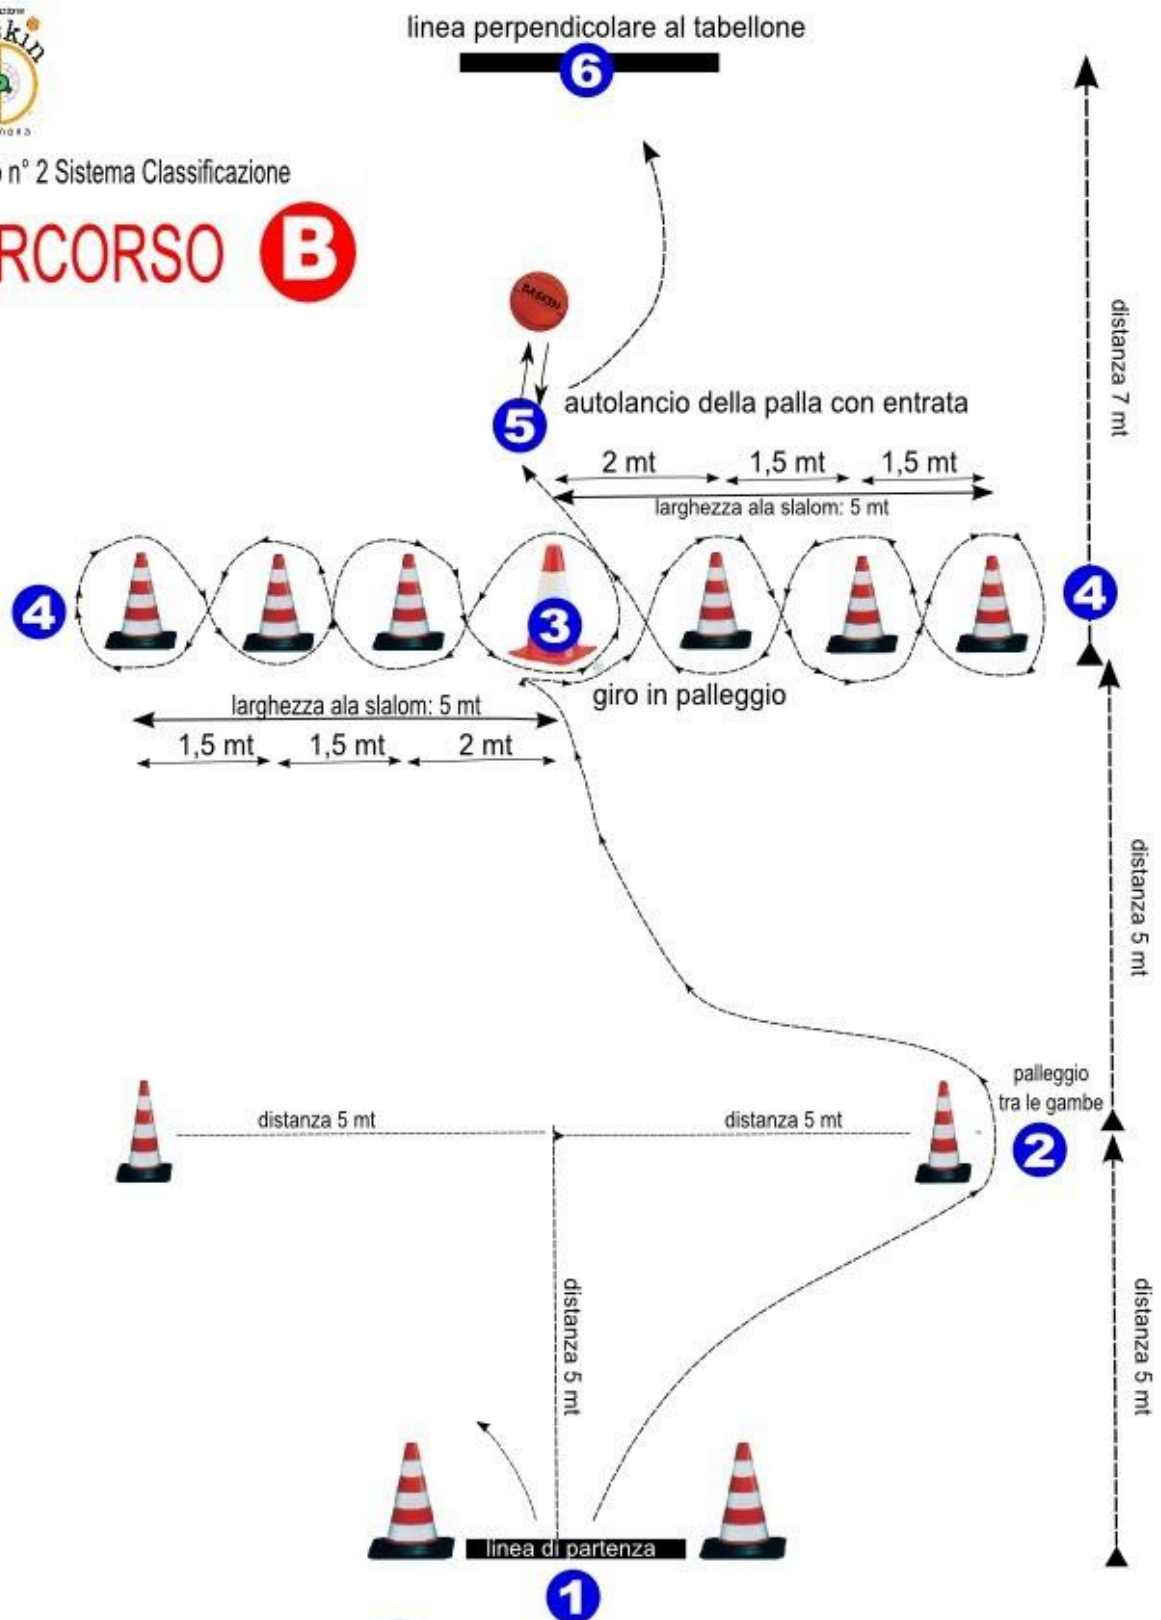 linea perpendicolare al tabellone
6
n° 2 Sistema Classificazione
B
BASKIN
distanza 7 mt
5
autolancio della palla con entrata
2 mt
1,5 mt
1,5 mt
larghezza ala slalom: 5 mt
4
3
4
giro in palleggio
larghezza ala slalom: 5 mt
1,5 mt
1,5 mt
2 mt
distanza 5 mt
palleggio
tra le gambe
distanza 5 mt
distanza 5 mt
2
distanza 5 mt
distanza 5 mt
linea di partenza
1